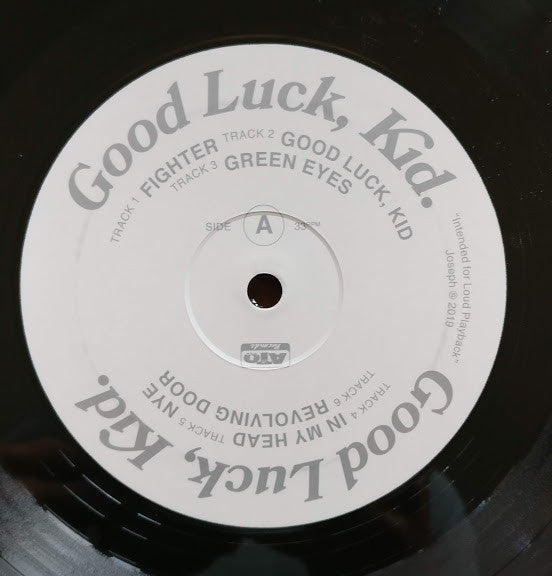 Good Luck, Kid.
TRACK 1 FIGHTER TRACK 2 GOOD LUCK, KID
TRACK 3 GREEN EYES
SIDE A 33RPM
"Intended for Loud Playback"
Joseph ℗ 2019
ATO
Records
TRACK 4 IN MY HEAD TRACK 5 NYE
TRACK 6 REVOLVING DOOR
Good Luck, Kid.